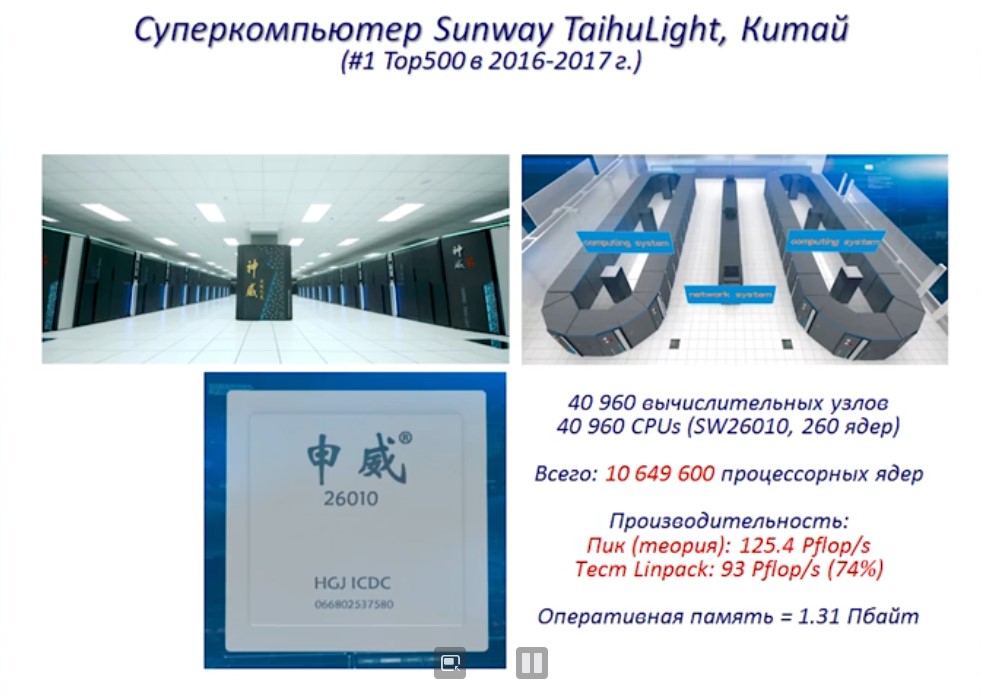 Суперкомпьютер Sunway TaihuLight, Китай
(#1 Top500 в 2016-2017 г.)
神威
神威
computing system
computing system
network system
申威®
26010
HGJ ICDC
066802537580
40 960 вычислительных узлов
40 960 CPUs (SW26010, 260 ядер)
Всего: 10 649 600 процессорных ядер
Производительность:
Пик (теория): 125.4 Pflop/s
Тест Linpack: 93 Pflop/s (74%)
Оперативная память = 1.31 Пбайт